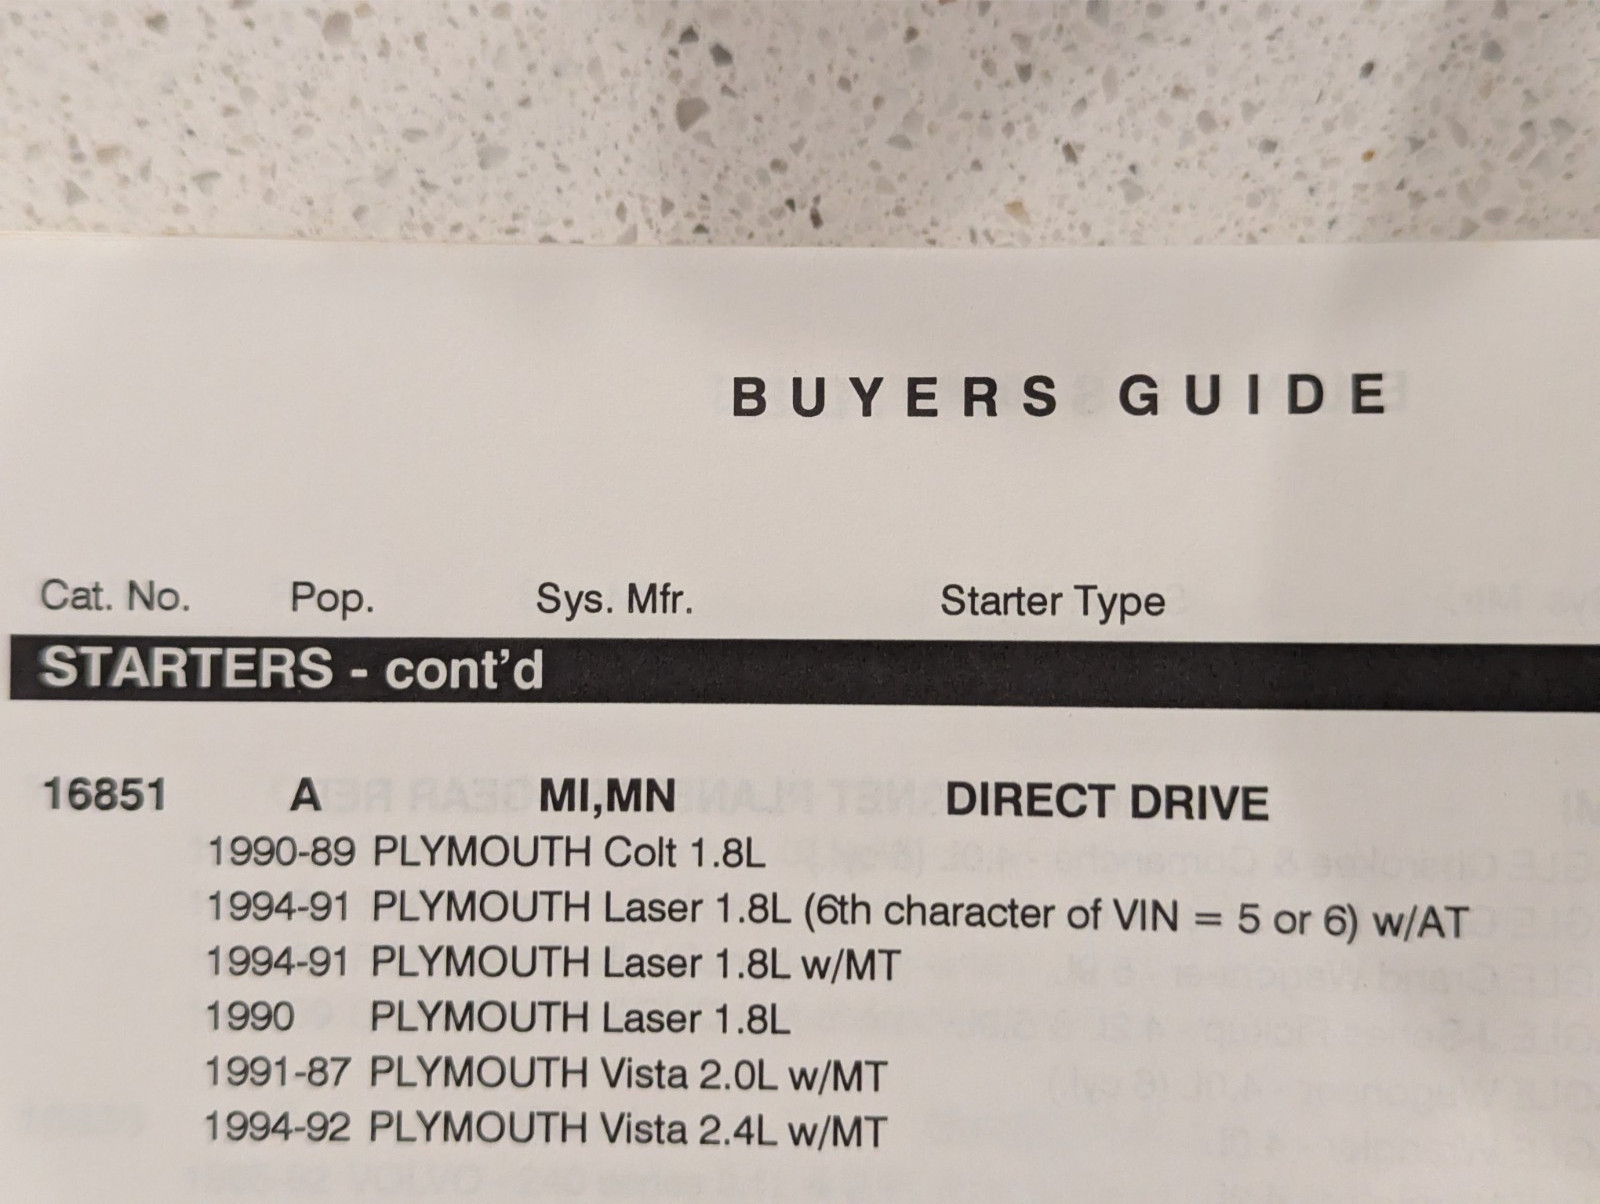 BUYERS GUIDE
Cat. No. Pop. Sys. Mfr. Starter Type
STARTERS - cont'd
16851 A MI,MN DIRECT DRIVE
1990-89 PLYMOUTH Colt 1.8L
1994-91 PLYMOUTH Laser 1.8L (6th character of VIN = 5 or 6) w/AT
1994-91 PLYMOUTH Laser 1.8L w/MT
1990 PLYMOUTH Laser 1.8L
1991-87 PLYMOUTH Vista 2.0L w/MT
1994-92 PLYMOUTH Vista 2.4L w/MT